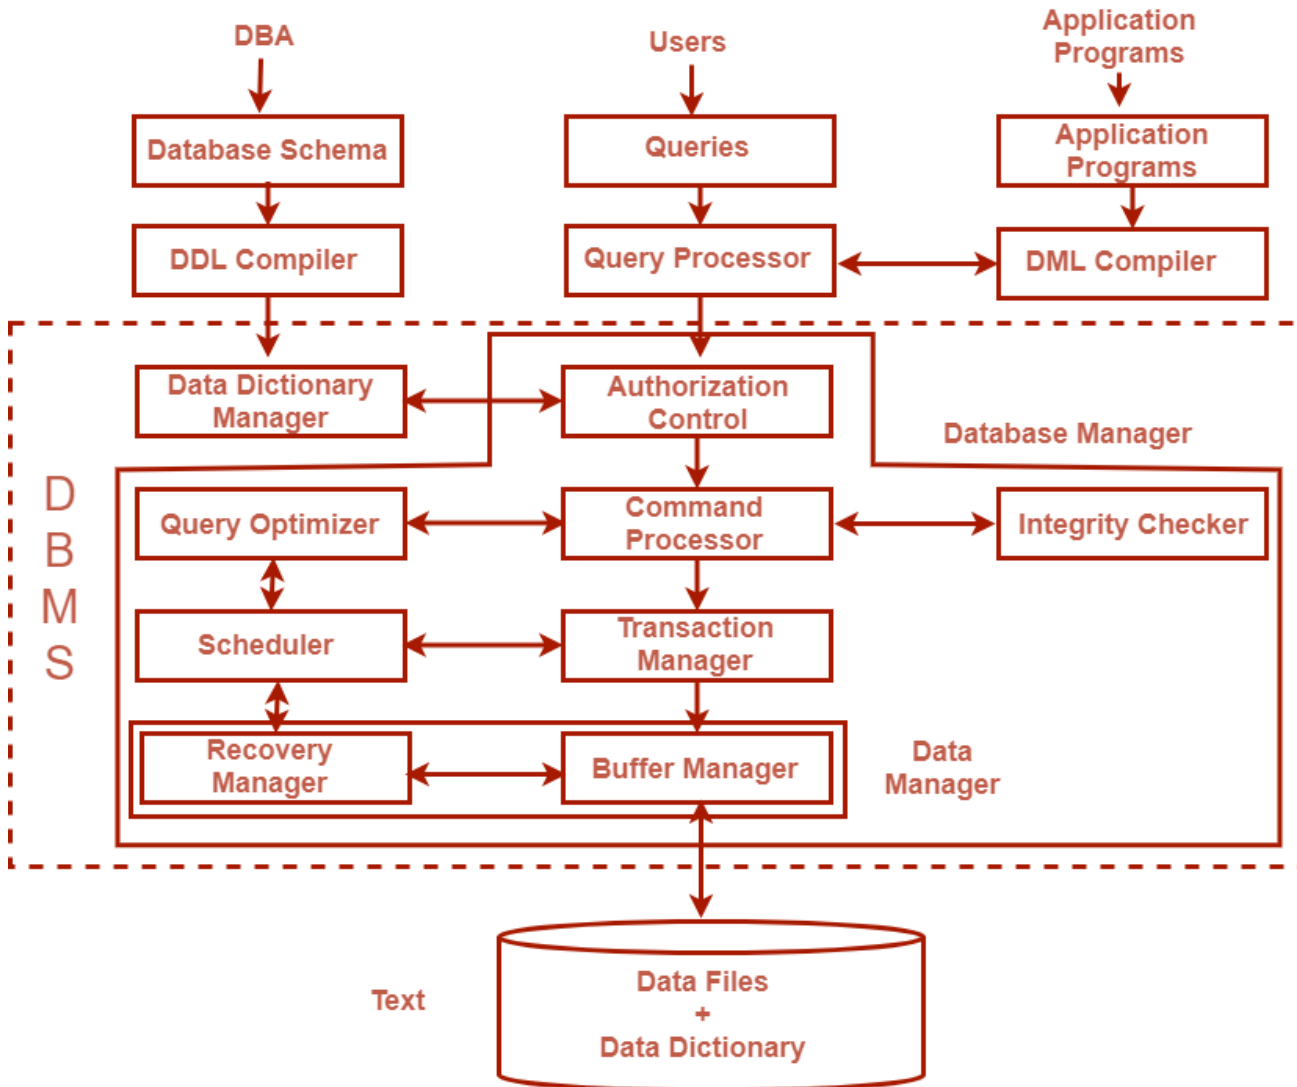 DBA
Users
Application
Programs
Database Schema
Queries
Application
Programs
DDL Compiler
Query Processor
DML Compiler
Data Dictionary
Manager
Authorization
Control
Database Manager
D
B
M
S
Query Optimizer
Command
Processor
Integrity Checker
Scheduler
Transaction
Manager
Recovery
Manager
Buffer Manager
Data
Manager
Text
Data Files
+
Data Dictionary